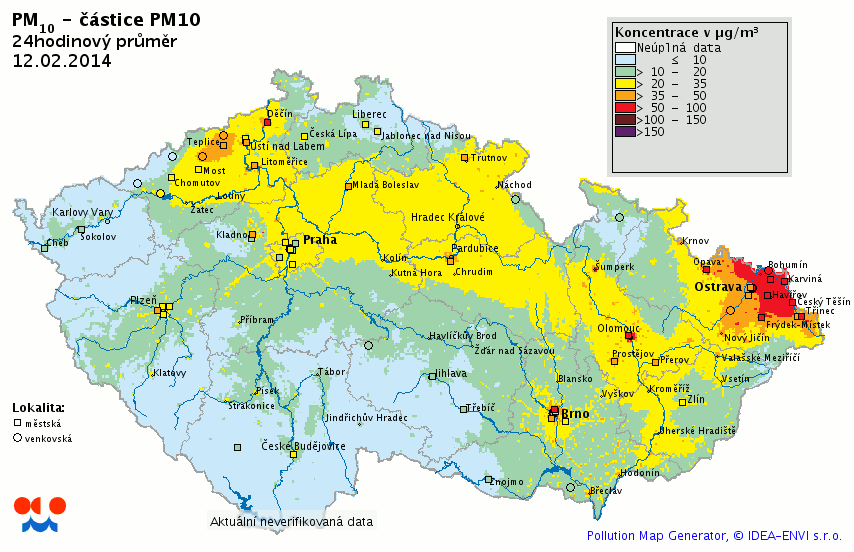 PM10 – částice PM10
24hodinový průměr
12.02.2014
Koncentrace v µg/m³
Neúplná data
≤ 10
> 10 – 20
> 20 – 35
> 35 – 50
> 50 – 100
>100 – 150
>150
Děčín
Liberec
Teplice
Česká Lípa
Jablonec nad Nisou
Ústí nad Labem
Litoměřice
Trutnov
Most
Chomutov
Mladá Boleslav
Náchod
Louny
Žatec
Karlovy Vary
Hradec Králové
Sokolov
Kladno
Praha
Cheb
Krnov
Pardubice
Kolín
Opava
Bohumín
Šumperk
Kutná Hora
Chrudim
Karviná
Ostrava
Havířov
Plzeň
Český Těšín
Třinec
Příbram
Frýdek-Místek
Olomouc
Havlíčkův Brod
Nový Jičín
Žďár nad Sázavou
Prostějov
Přerov
Valašské Meziříčí
Klatovy
Tábor
Jihlava
Blansko
Vsetín
Písek
Kroměříž
Vyškov
Strakonice
Zlín
Lokalita:
Třebíč
Brno
městská
Jindřichův Hradec
venkovská
Uherské Hradiště
České Budějovice
Hodonín
Znojmo
Břeclav
Aktuální neverifikovaná data
Pollution Map Generator, © IDEA-ENVI s.r.o.